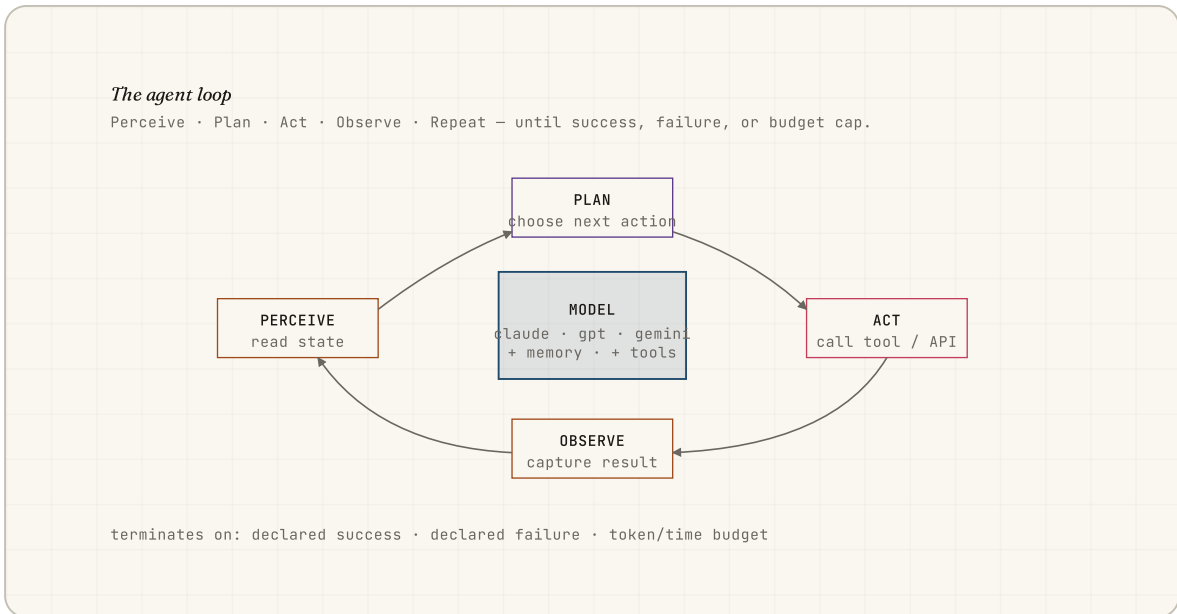 The agent loop
Perceive · Plan · Act · Observe · Repeat — until success, failure, or budget cap.
PLAN
choose next action
MODEL
claude · gpt · gemini
+ memory · + tools
PERCEIVE
read state
ACT
call tool / API
OBSERVE
capture result
terminates on: declared success · declared failure · token/time budget